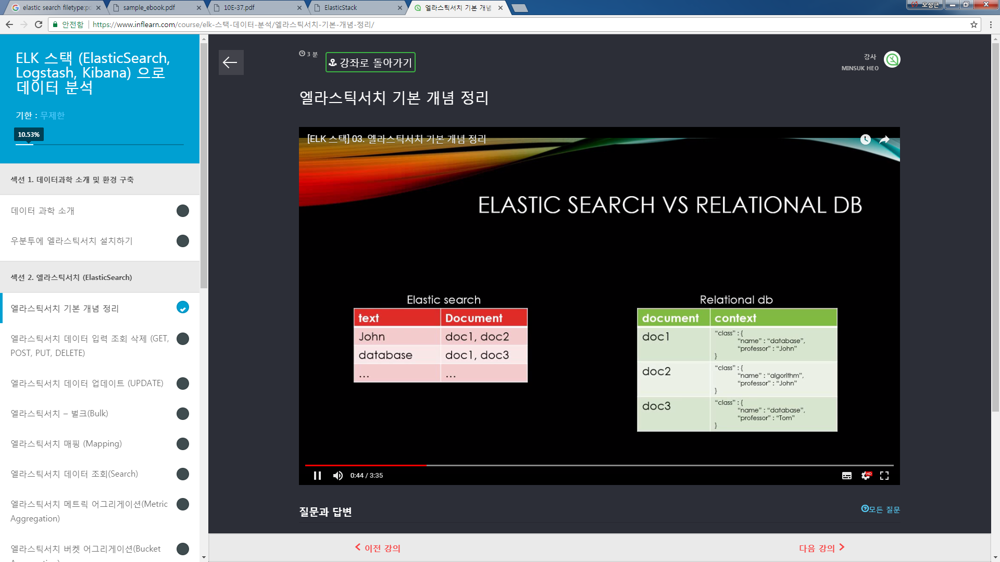 elastic search filetype:pd
sample_ebook.pdf
10E-37.pdf
ElasticStack
엘라스틱서치 기본 개념
오성근
안전함
https://www.inflearn.com/course/elk-스택-데이터-분석/엘라스틱서치-기본-개념-정리/
ELK 스택 (ElasticSearch,
Logstash, Kibana) 으로
데이터 분석
기한 : 무제한
10.53%
섹션 1. 데이터과학 소개 및 환경 구축
데이터 과학 소개
우분투에 엘라스틱서치 설치하기
섹션 2. 엘라스틱서치 (ElasticSearch)
엘라스틱서치 기본 개념 정리
엘라스틱서치 데이터 입력 조회 삭제 (GET,
POST, PUT, DELETE)
엘라스틱서치 데이터 업데이트 (UPDATE)
엘라스틱서치 – 벌크(Bulk)
엘라스틱서치 매핑 (Mapping)
엘라스틱서치 데이터 조회(Search)
엘라스틱서치 메트릭 어그리게이션(Metric
Aggregation)
엘라스틱서치 버켓 어그리게이션(Bucket
3 분
강좌로 돌아가기
강사
MINSUK HEO
엘라스틱서치 기본 개념 정리
[ELK 스택] 03. 엘라스틱서치 기본 개념 정리
ELASTIC SEARCH VS RELATIONAL DB
Elastic search
text Document
John doc1, doc2
database doc1, doc3
... ...
Relational db
document context
doc1 “class” : {
“name” : “database”,
“professor” : “John”
}
doc2 “class” : {
“name” : “algorithm”,
“professor” : “John”
}
doc3 “class” : {
“name” : “database”,
“professor” : “Tom”
}
0:44 / 3:35
HD
질문과 답변
모든 질문
이전 강의
다음 강의